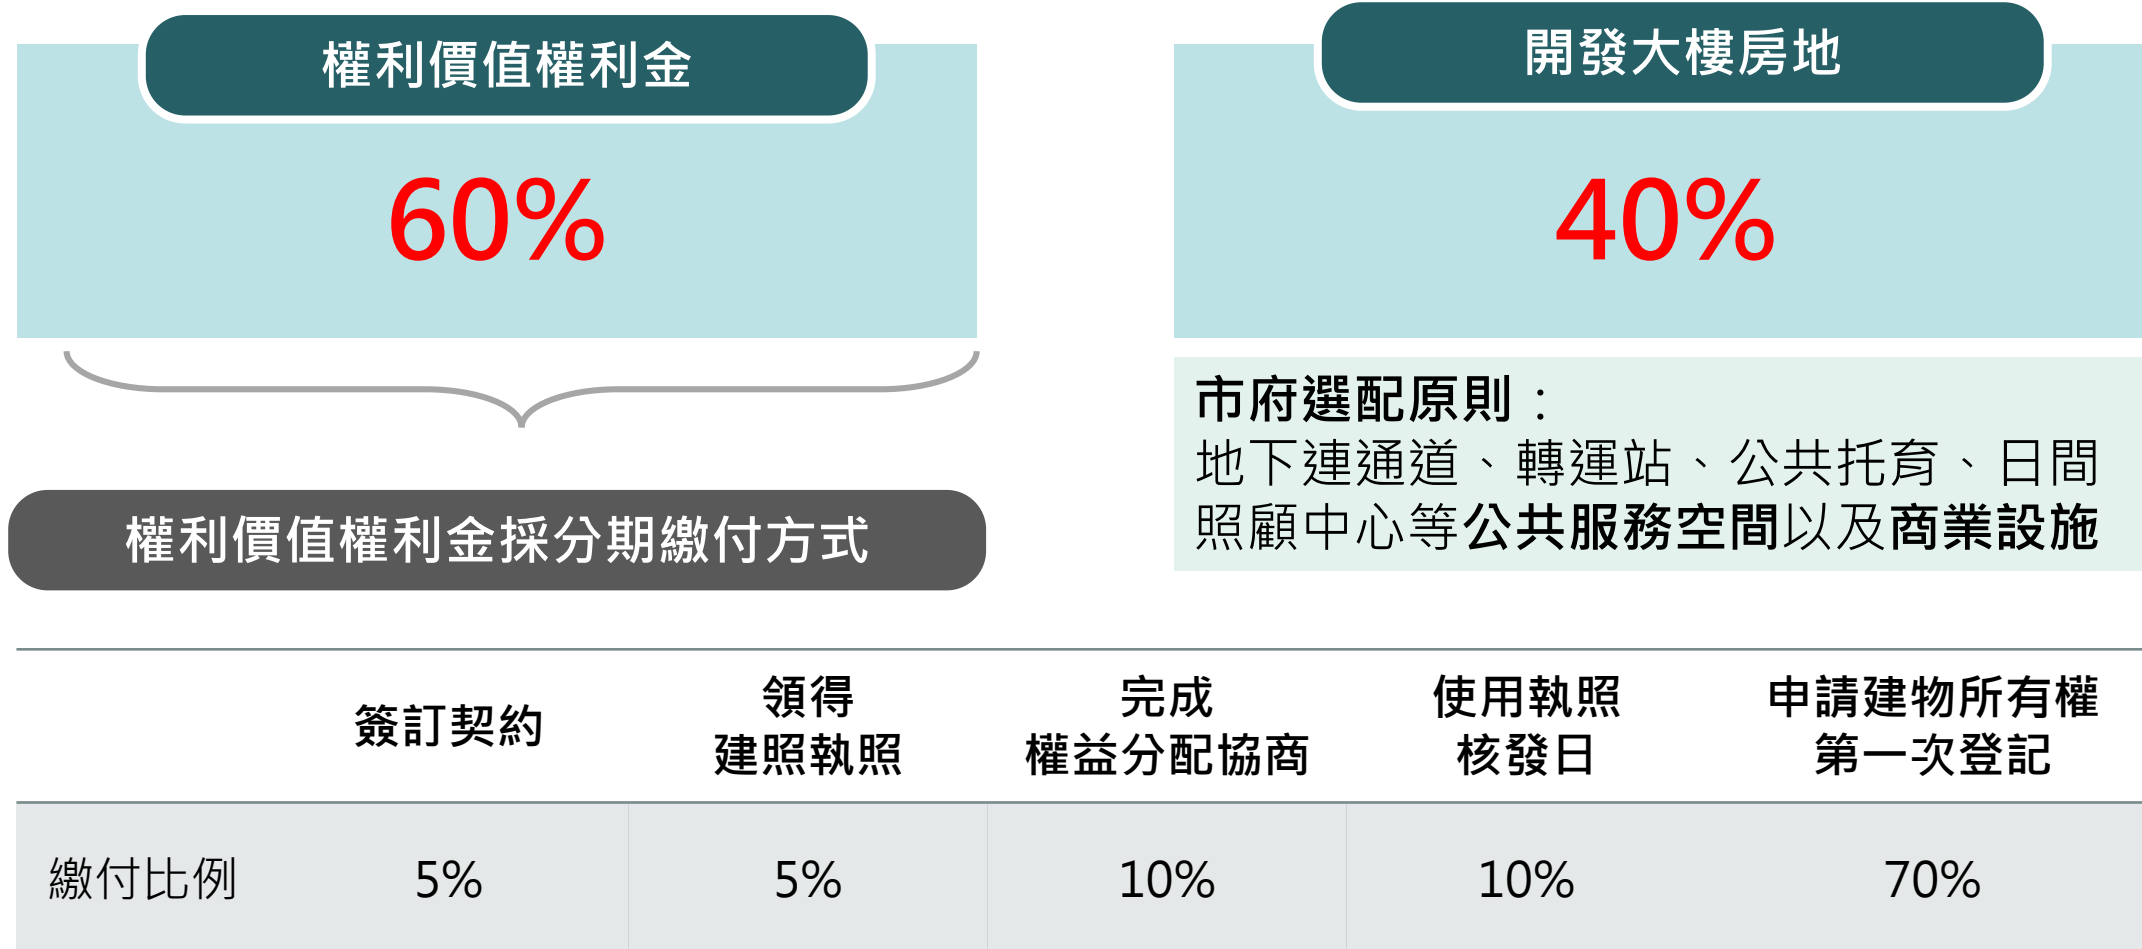 權利價值權利金
60%
開發大樓房地
40%
市府選配原則：
地下連通道、轉運站、公共托育、日間
照顧中心等公共服務空間以及商業設施
權利價值權利金採分期繳付方式
簽訂契約
領得
建照執照
完成
權益分配協商
使用執照
核發日
申請建物所有權
第一次登記
繳付比例 5% 5% 10% 10% 70%